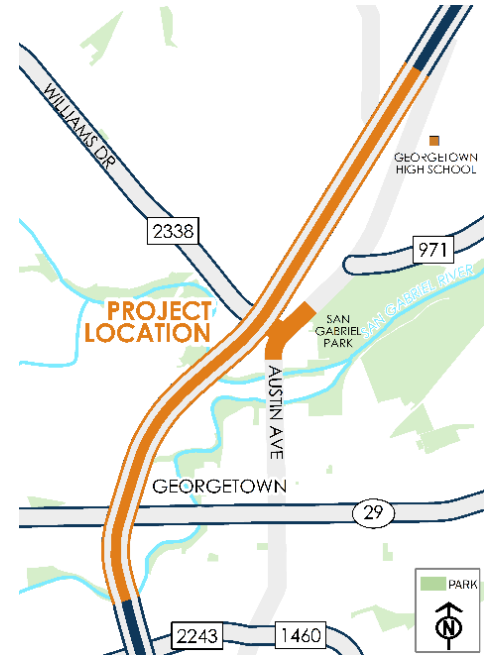 WILLIAMS DR
GEORGETOWN
HIGH SCHOOL
2338
971
SAN GABRIEL RIVER
PROJECT
LOCATION
SAN
GABRIEL
PARK
AUSTIN AVE
GEORGETOWN
29
PARK
N
2243
1460